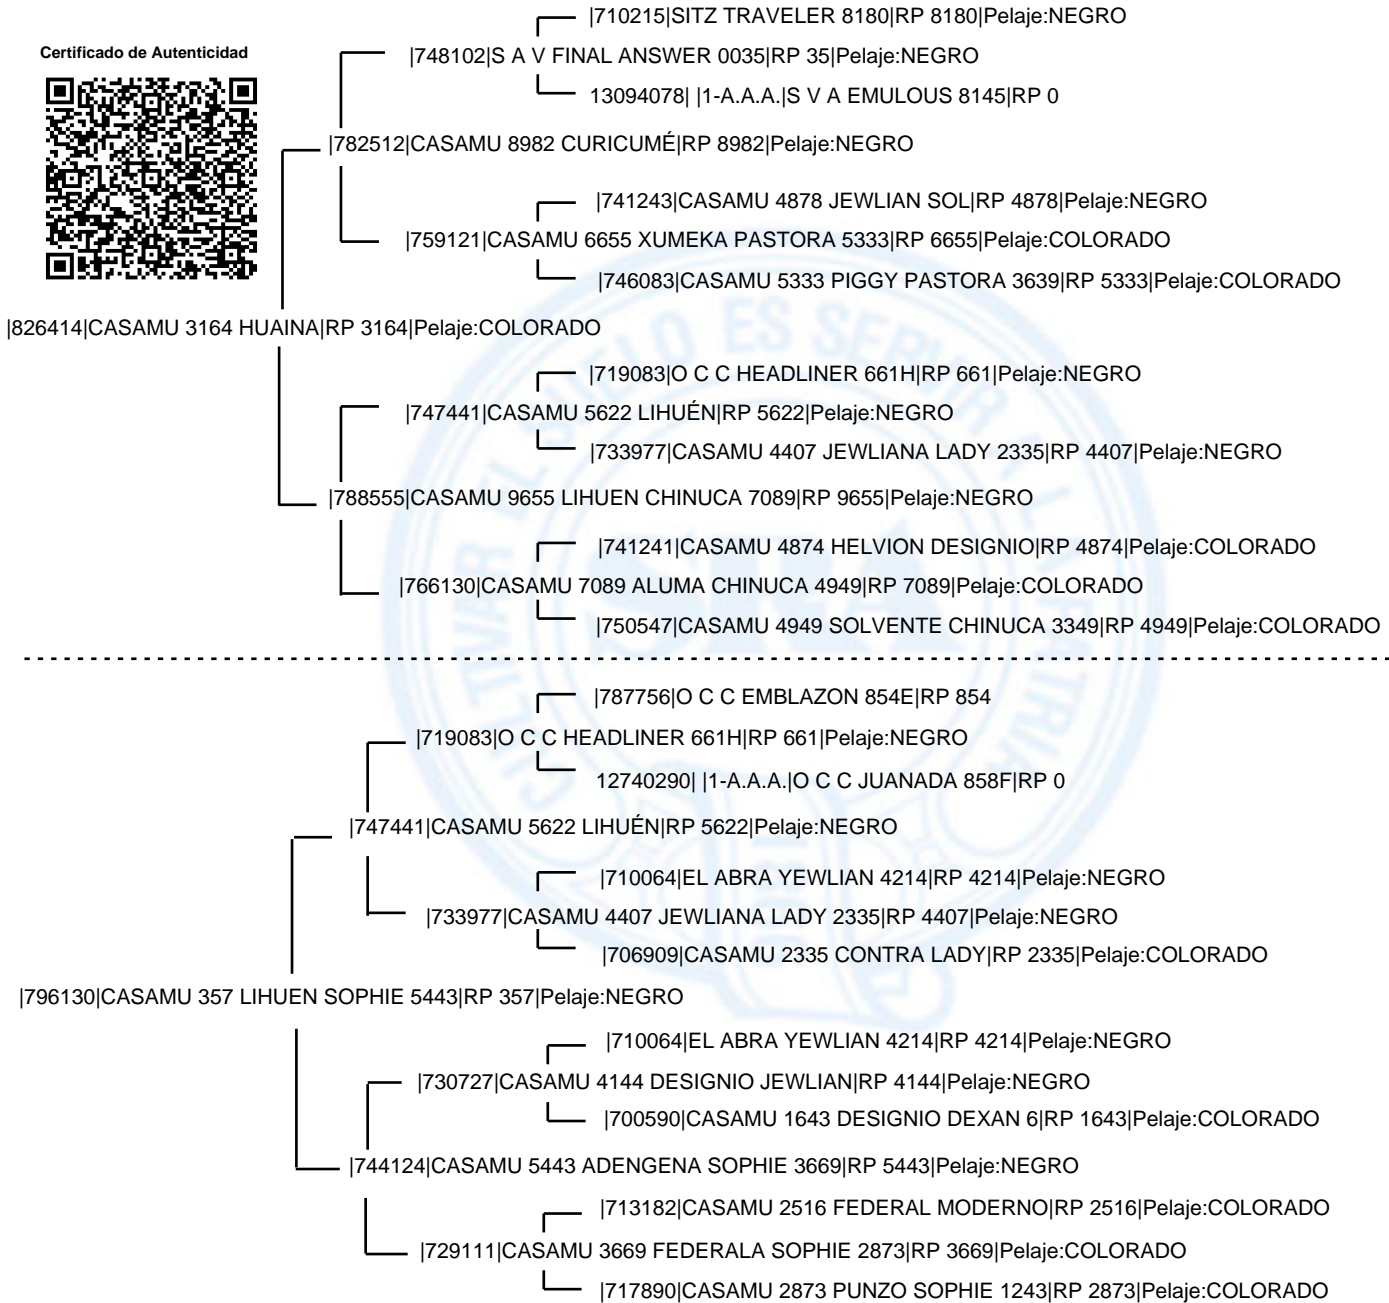 |710215|SITZ TRAVELER 8180|RP 8180|Pelaje:NEGRO
Certificado de Autenticidad
|748102|S A V FINAL ANSWER 0035|RP 35|Pelaje:NEGRO
13094078| |1-A.A.A.|S V A EMULOUS 8145|RP 0
|782512|CASAMU 8982 CURICUMÉ|RP 8982|Pelaje:NEGRO
|741243|CASAMU 4878 JEWLIAN SOL|RP 4878|Pelaje:NEGRO
|759121|CASAMU 6655 XUMEKA PASTORA 5333|RP 6655|Pelaje:COLORADO
|746083|CASAMU 5333 PIGGY PASTORA 3639|RP 5333|Pelaje:COLORADO
|826414|CASAMU 3164 HUAINA|RP 3164|Pelaje:COLORADO
|719083|O C C HEADLINER 661H|RP 661|Pelaje:NEGRO
|747441|CASAMU 5622 LIHUÉN|RP 5622|Pelaje:NEGRO
|733977|CASAMU 4407 JEWLIANA LADY 2335|RP 4407|Pelaje:NEGRO
|788555|CASAMU 9655 LIHUEN CHINUCA 7089|RP 9655|Pelaje:NEGRO
|741241|CASAMU 4874 HELVION DESIGNIO|RP 4874|Pelaje:COLORADO
|766130|CASAMU 7089 ALUMA CHINUCA 4949|RP 7089|Pelaje:COLORADO
|750547|CASAMU 4949 SOLVENTE CHINUCA 3349|RP 4949|Pelaje:COLORADO
|787756|O C C EMBLAZON 854E|RP 854
|719083|O C C HEADLINER 661H|RP 661|Pelaje:NEGRO
12740290| |1-A.A.A.|O C C JUANADA 858F|RP 0
|747441|CASAMU 5622 LIHUÉN|RP 5622|Pelaje:NEGRO
|710064|EL ABRA YEWLIAN 4214|RP 4214|Pelaje:NEGRO
|733977|CASAMU 4407 JEWLIANA LADY 2335|RP 4407|Pelaje:NEGRO
|706909|CASAMU 2335 CONTRA LADY|RP 2335|Pelaje:COLORADO
|796130|CASAMU 357 LIHUEN SOPHIE 5443|RP 357|Pelaje:NEGRO
|710064|EL ABRA YEWLIAN 4214|RP 4214|Pelaje:NEGRO
|730727|CASAMU 4144 DESIGNIO JEWLIAN|RP 4144|Pelaje:NEGRO
|700590|CASAMU 1643 DESIGNIO DEXAN 6|RP 1643|Pelaje:COLORADO
|744124|CASAMU 5443 ADENGENA SOPHIE 3669|RP 5443|Pelaje:NEGRO
|713182|CASAMU 2516 FEDERAL MODERNO|RP 2516|Pelaje:COLORADO
|729111|CASAMU 3669 FEDERALA SOPHIE 2873|RP 3669|Pelaje:COLORADO
|717890|CASAMU 2873 PUNZO SOPHIE 1243|RP 2873|Pelaje:COLORADO
CULTIVAR EL SUELO ES SERVIR A LA PATRIA
SRA
1866